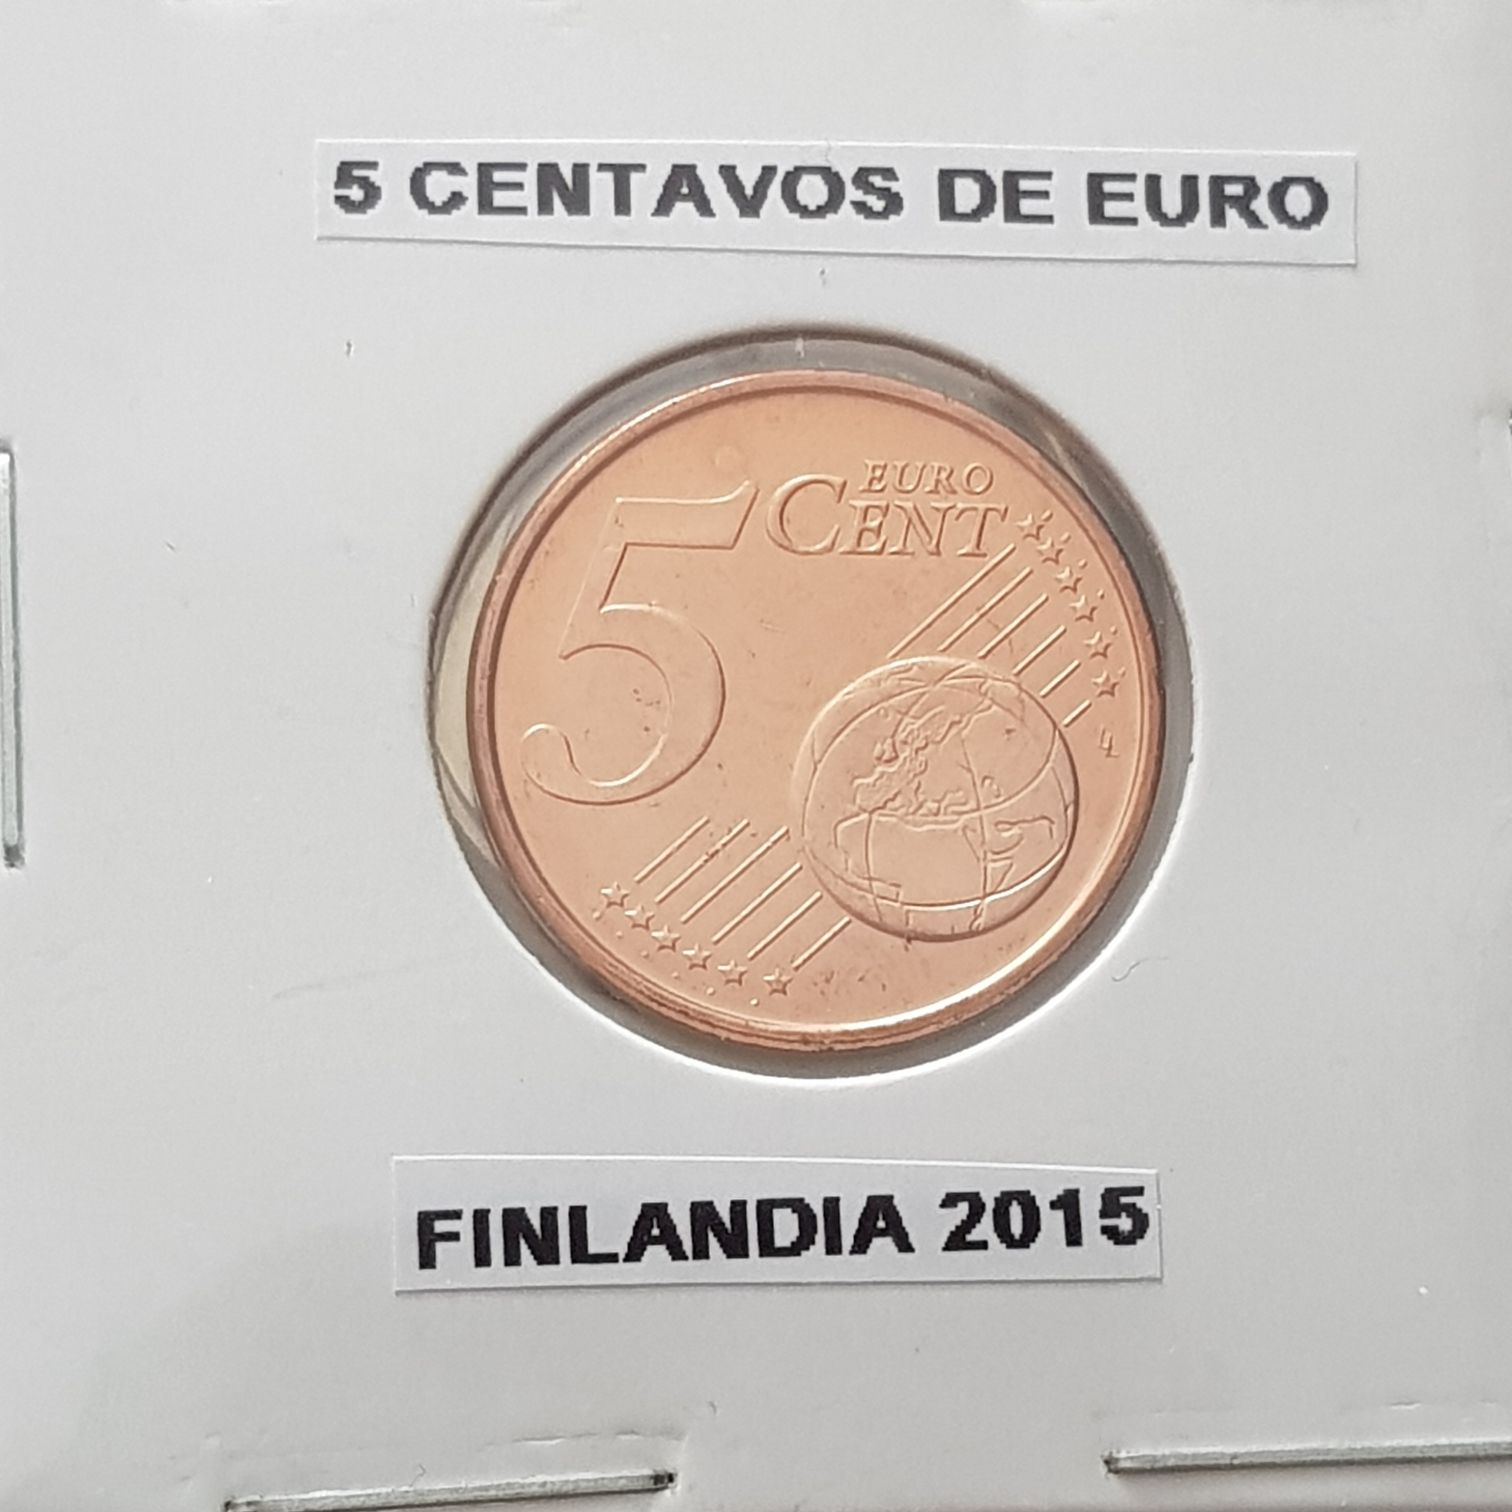 5 CENTAVOS DE EURO
5 EURO
CENT
FINLANDIA 2015